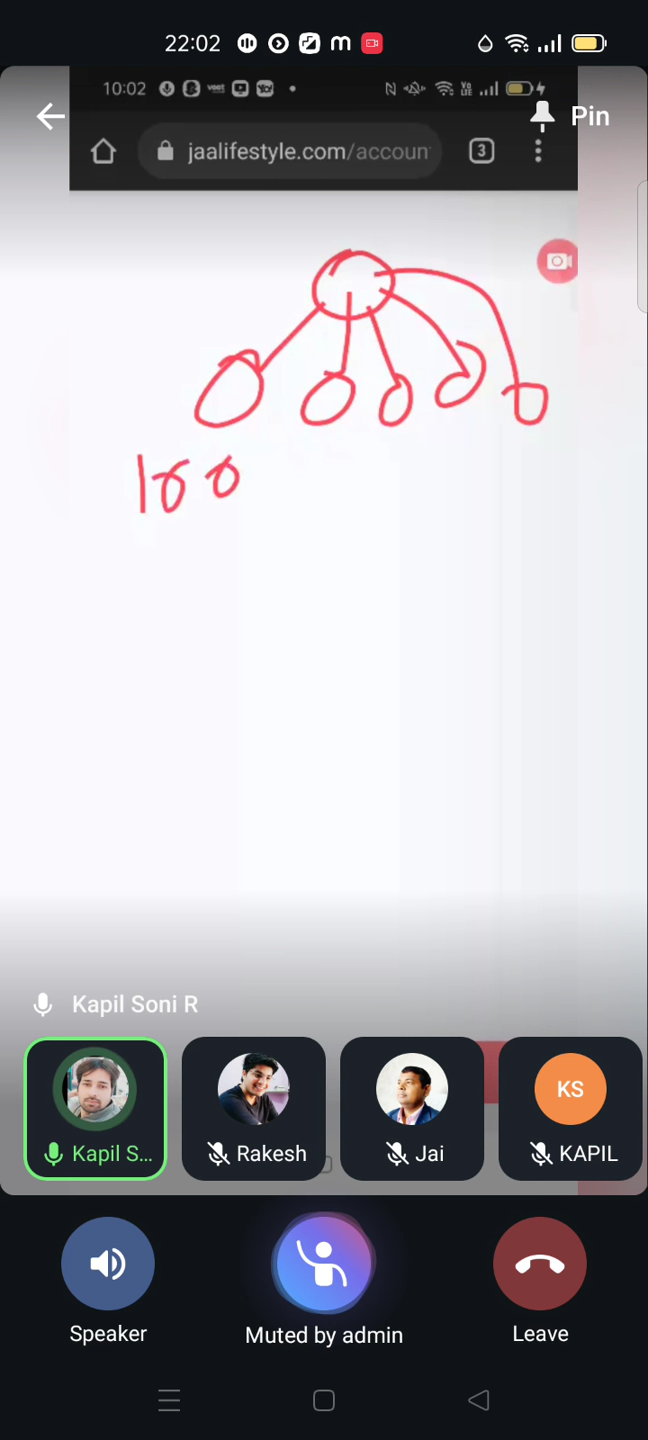 22:02
10:02
Pin
jaalifestyle.com/accoun
3
100
Kapil Soni R
Kapil S... Rakesh Jai KS KAPIL
Speaker Muted by admin Leave